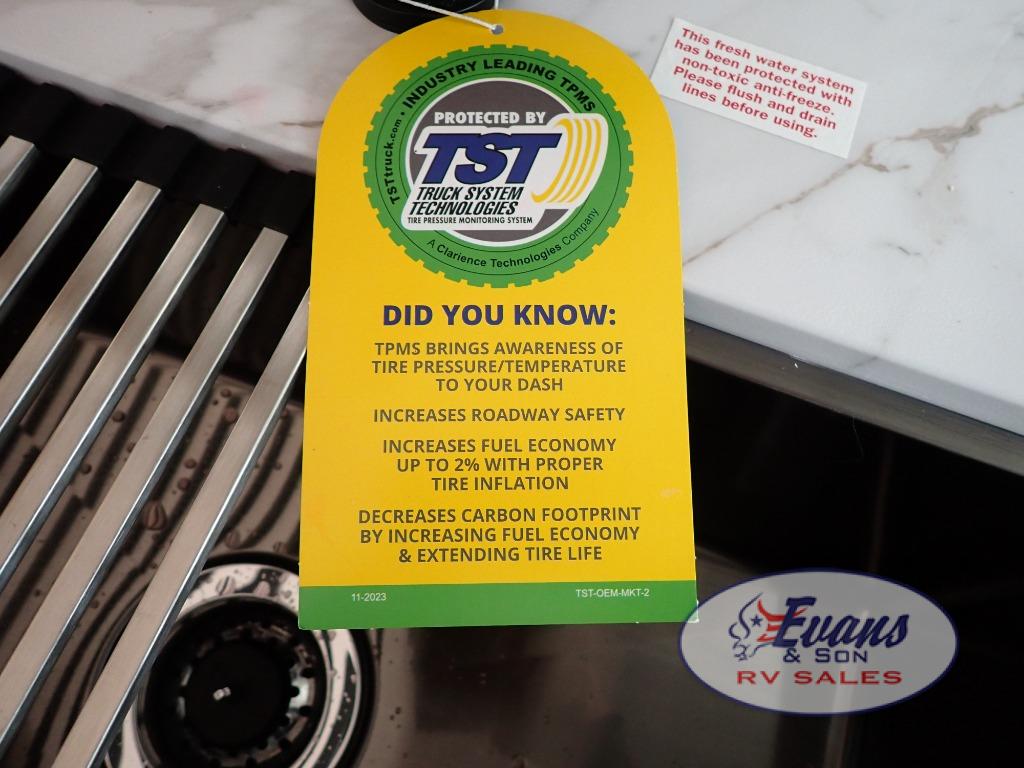 TSTtruck.com • INDUSTRY LEADING TPMS
PROTECTED BY
TST
TRUCK SYSTEM
TECHNOLOGIES
TIRE PRESSURE MONITORING SYSTEM
A Clarience Technologies Company
DID YOU KNOW:
TPMS BRINGS AWARENESS OF
TIRE PRESSURE/TEMPERATURE
TO YOUR DASH
INCREASES ROADWAY SAFETY
INCREASES FUEL ECONOMY
UP TO 2% WITH PROPER
TIRE INFLATION
DECREASES CARBON FOOTPRINT
BY INCREASING FUEL ECONOMY
& EXTENDING TIRE LIFE
11-2023
TST-OEM-MKT-2
This fresh water system
has been protected with
non-toxic anti-freeze.
Please flush and drain
lines before using.
Evans
& SON
RV SALES